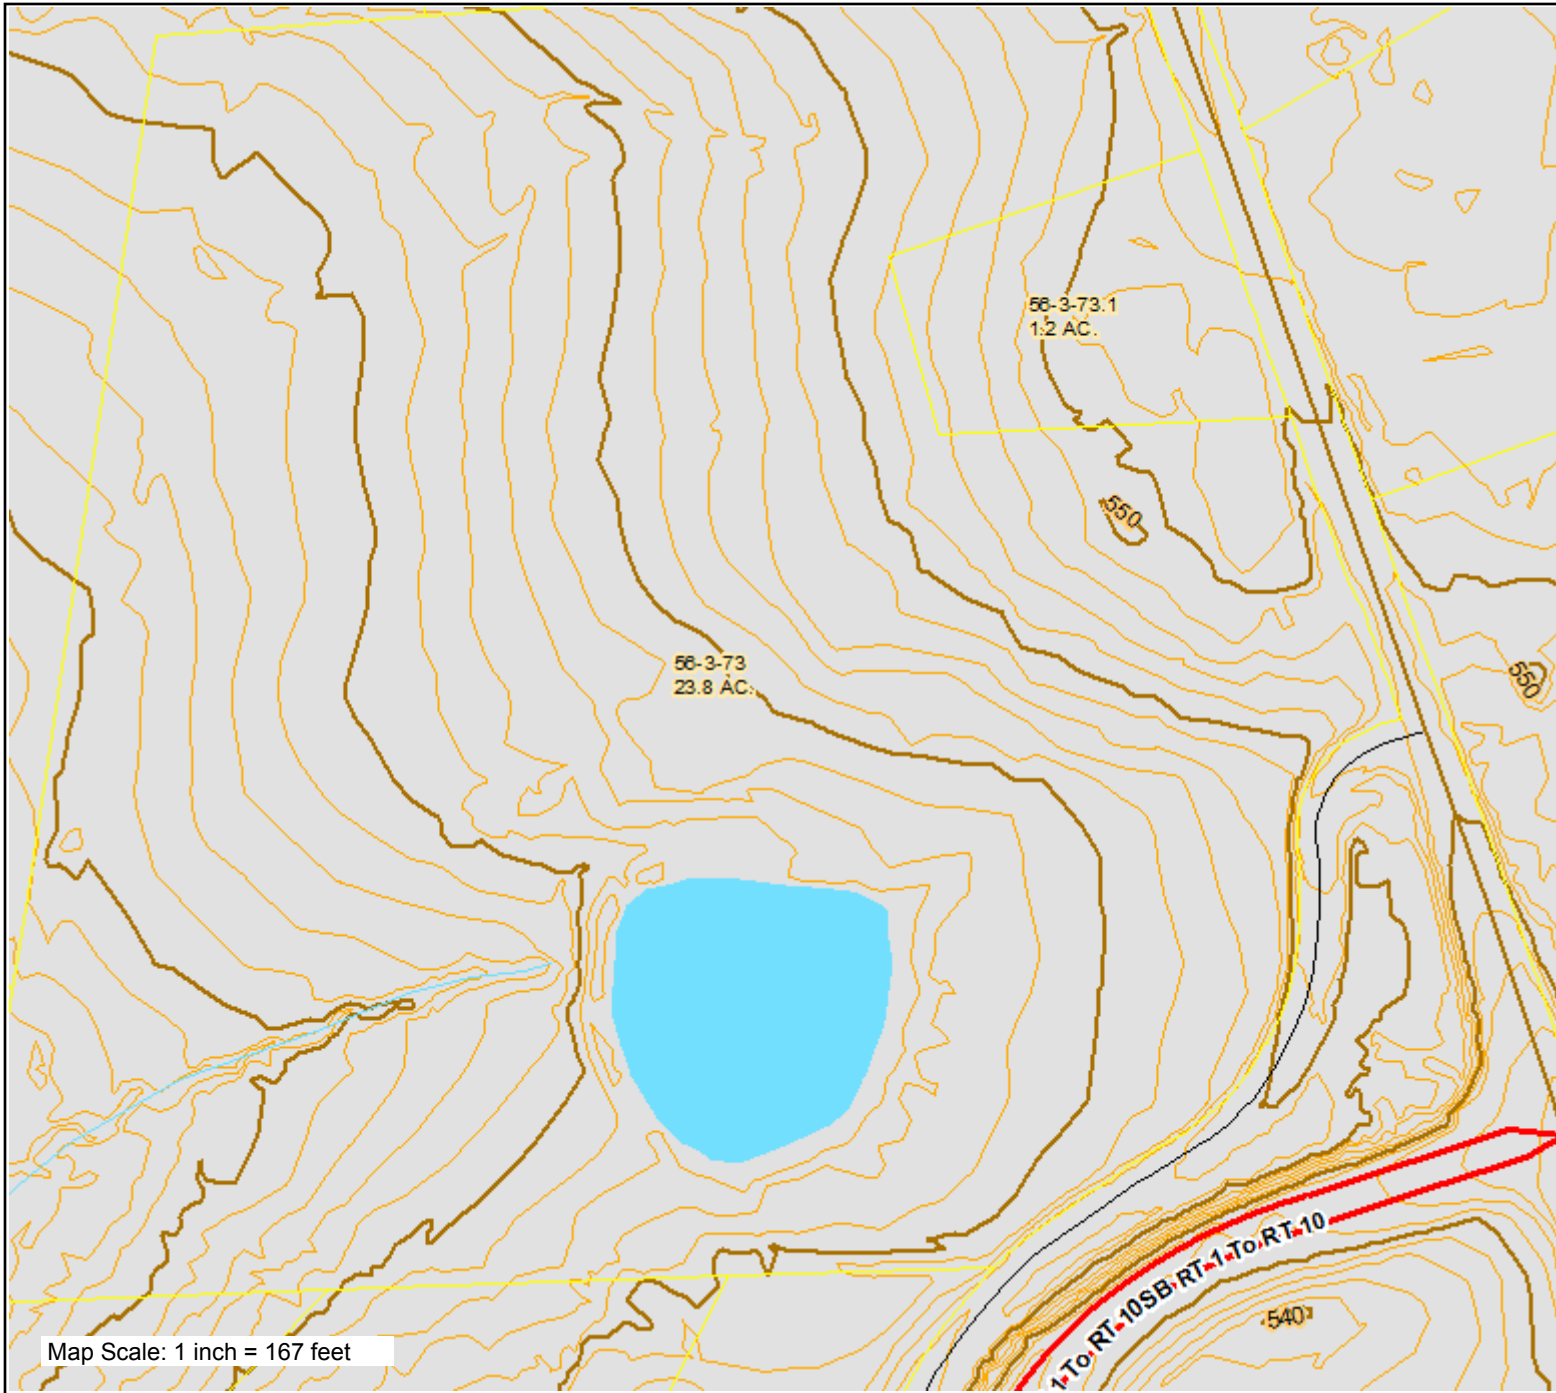 56-3-73.1
1.2 AC.
550
56-3-73
23.8 AC.
550
1 To RT 10SB RT 1 To RT 10
540
Map Scale: 1 inch = 167 feet